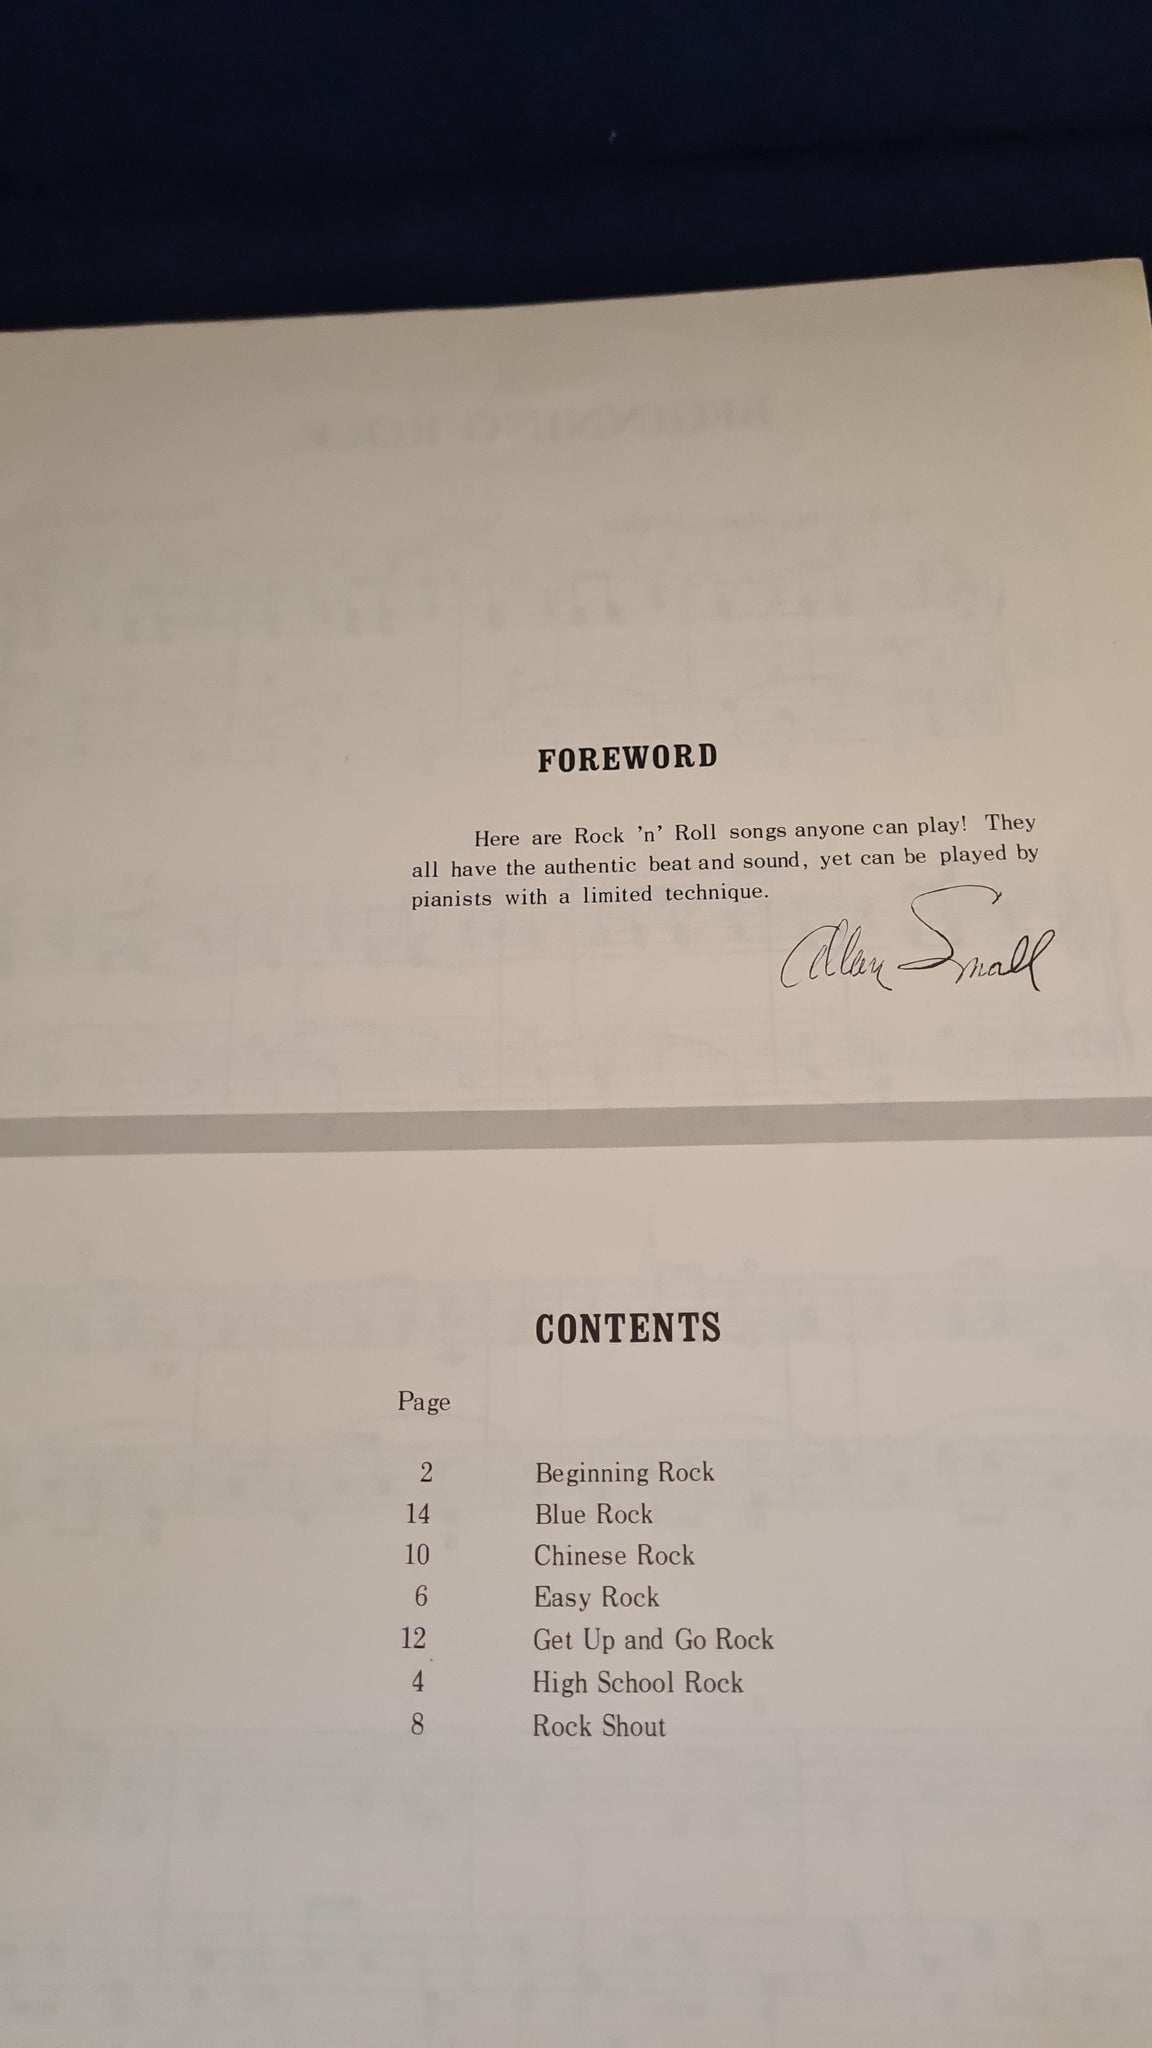 FOREWORD
Here are Rock 'n' Roll songs anyone can play! They
all have the authentic beat and sound, yet can be played by
pianists with a limited technique.
Alan Small
CONTENTS
Page
2 Beginning Rock
14 Blue Rock
10 Chinese Rock
6 Easy Rock
12 Get Up and Go Rock
4 High School Rock
8 Rock Shout